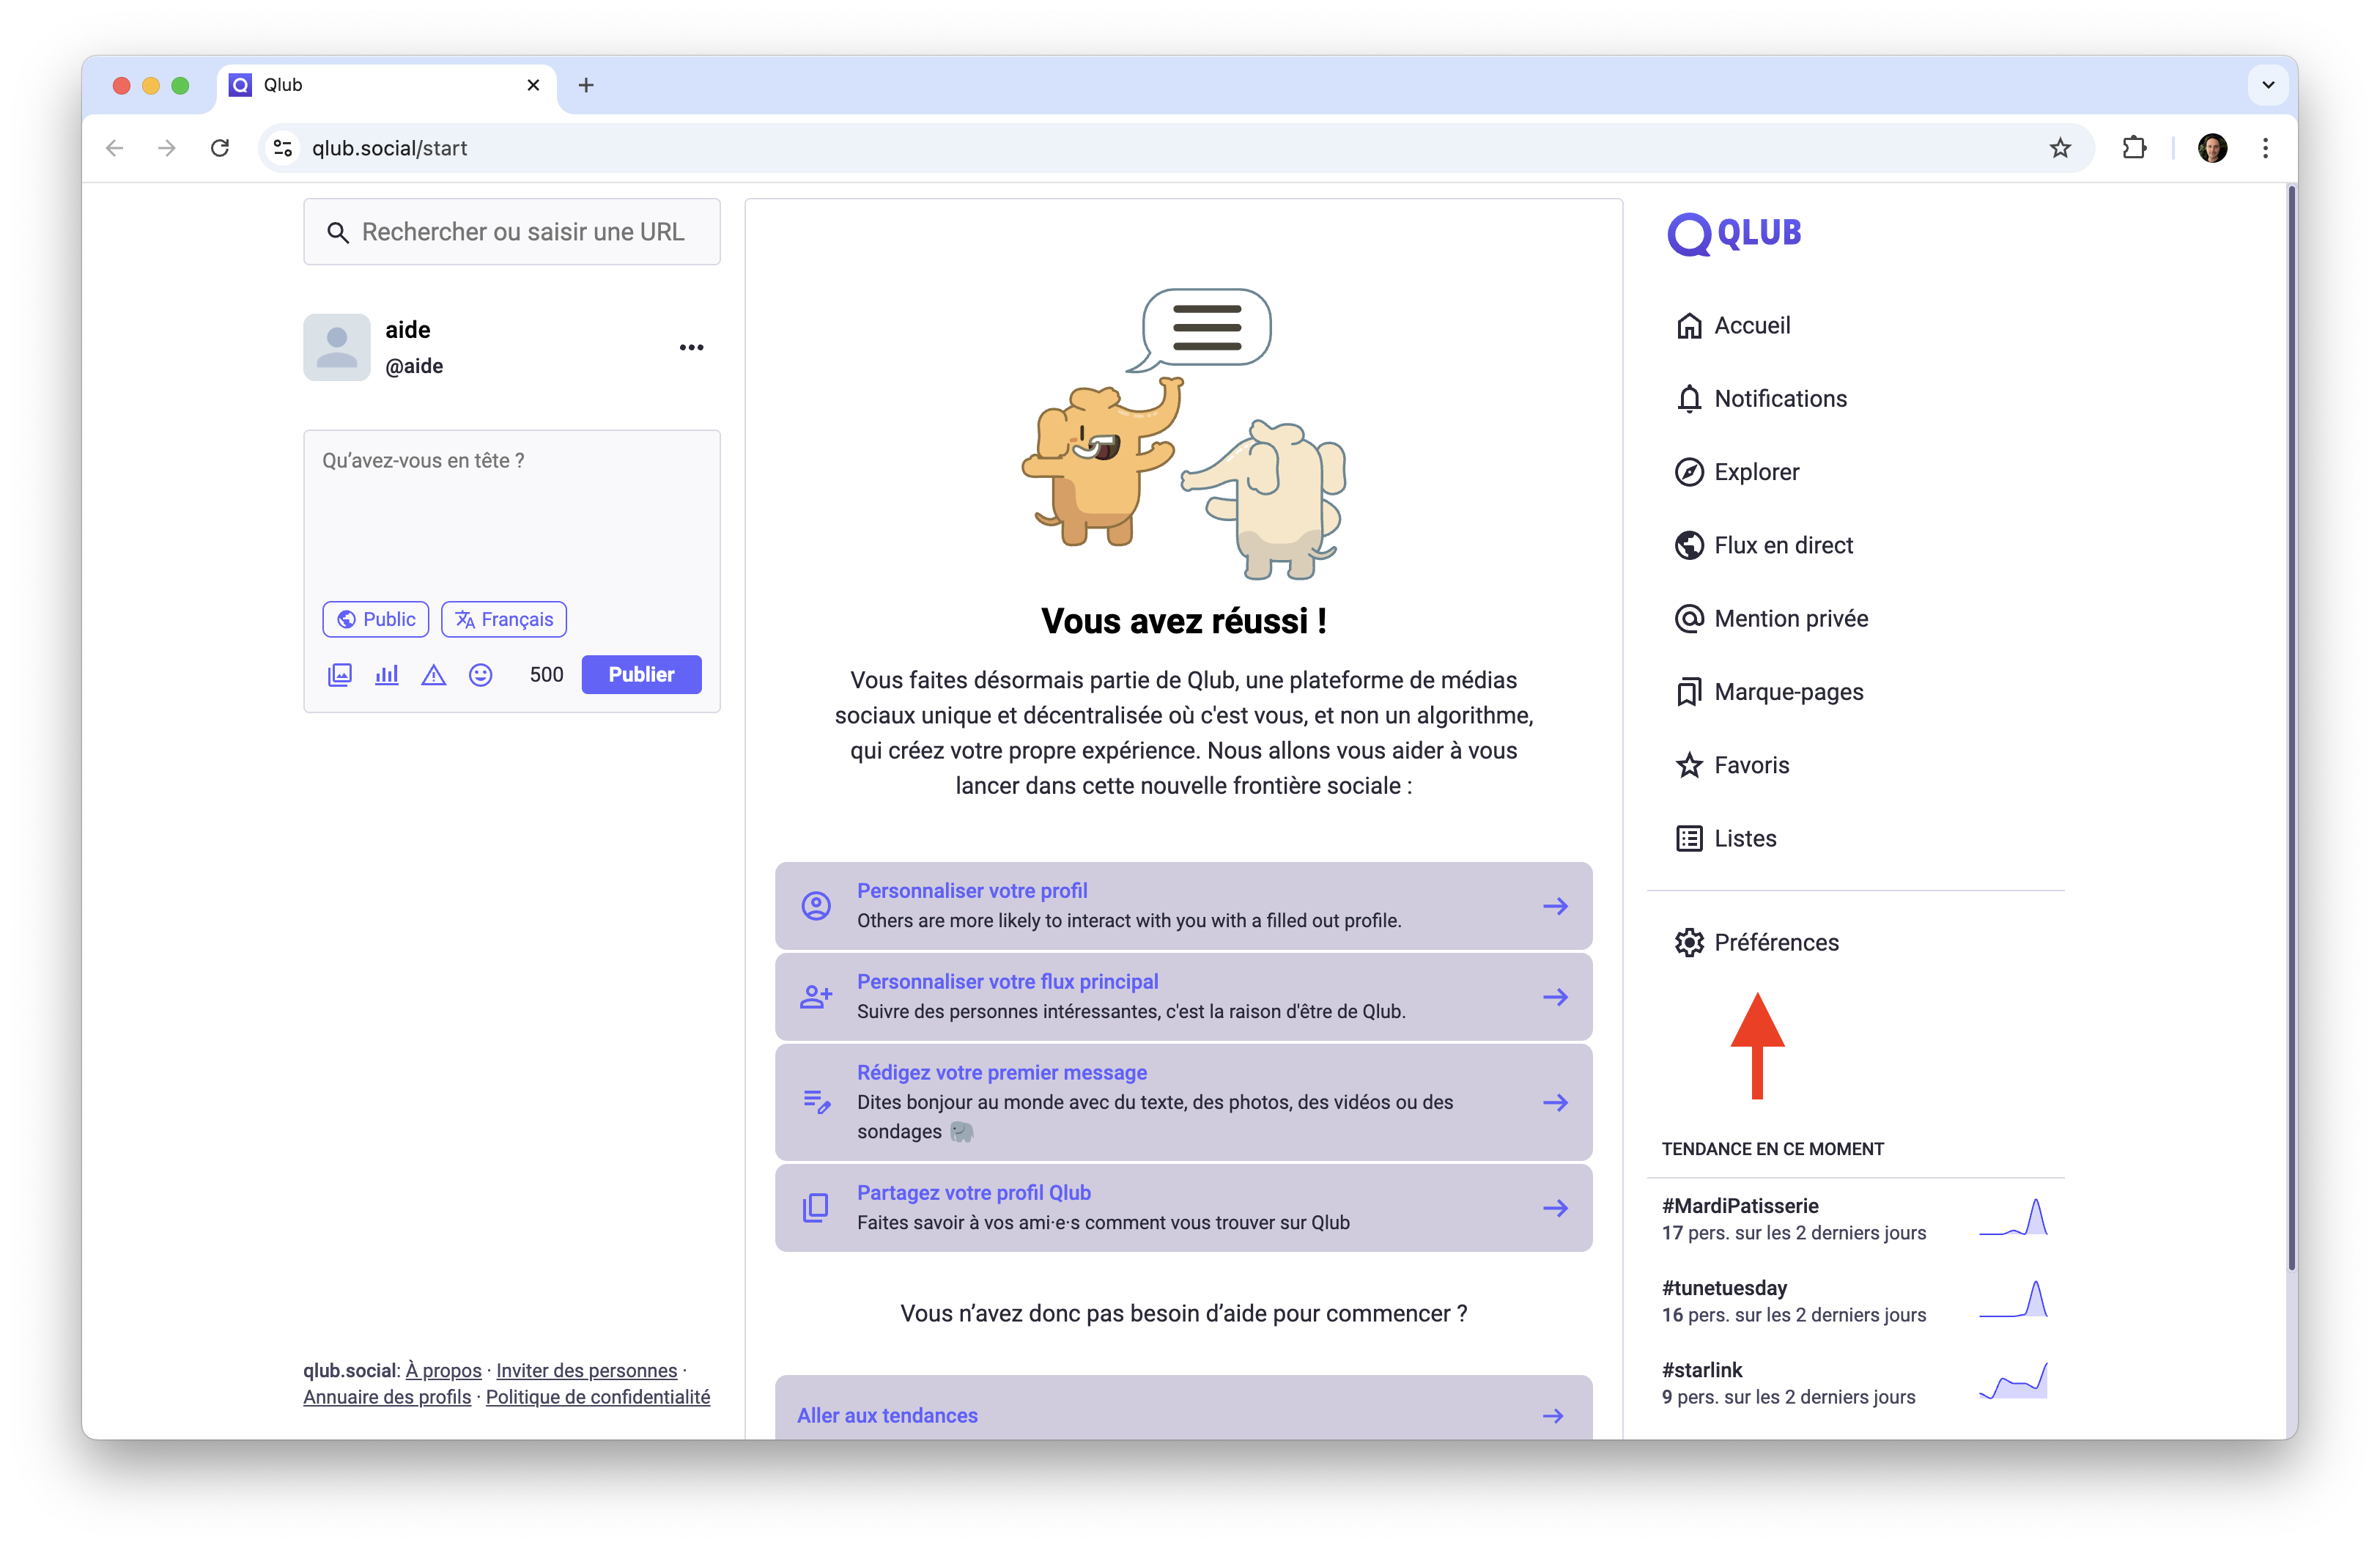 Qlub
qlub.social/start
Rechercher ou saisir une URL
aide
@aide
Qu’avez-vous en tête ?
Public
Français
500
Publier
qlub.social: À propos · Inviter des personnes ·
Annuaire des profils · Politique de confidentialité
Vous avez réussi !
Vous faites désormais partie de Qlub, une plateforme de médias
sociaux unique et décentralisée où c'est vous, et non un algorithme,
qui créez votre propre expérience. Nous allons vous aider à vous
lancer dans cette nouvelle frontière sociale :
Personnaliser votre profil
Others are more likely to interact with you with a filled out profile.
Personnaliser votre flux principal
Suivre des personnes intéressantes, c'est la raison d'être de Qlub.
Rédigez votre premier message
Dites bonjour au monde avec du texte, des photos, des vidéos ou des
sondages 🐘
Partagez votre profil Qlub
Faites savoir à vos ami·e·s comment vous trouver sur Qlub
Vous n’avez donc pas besoin d’aide pour commencer ?
Aller aux tendances
QLUB
Accueil
Notifications
Explorer
Flux en direct
Mention privée
Marque-pages
Favoris
Listes
Préférences
TENDANCE EN CE MOMENT
#MardiPatisserie
17 pers. sur les 2 derniers jours
#tunetuesday
16 pers. sur les 2 derniers jours
#starlink
9 pers. sur les 2 derniers jours